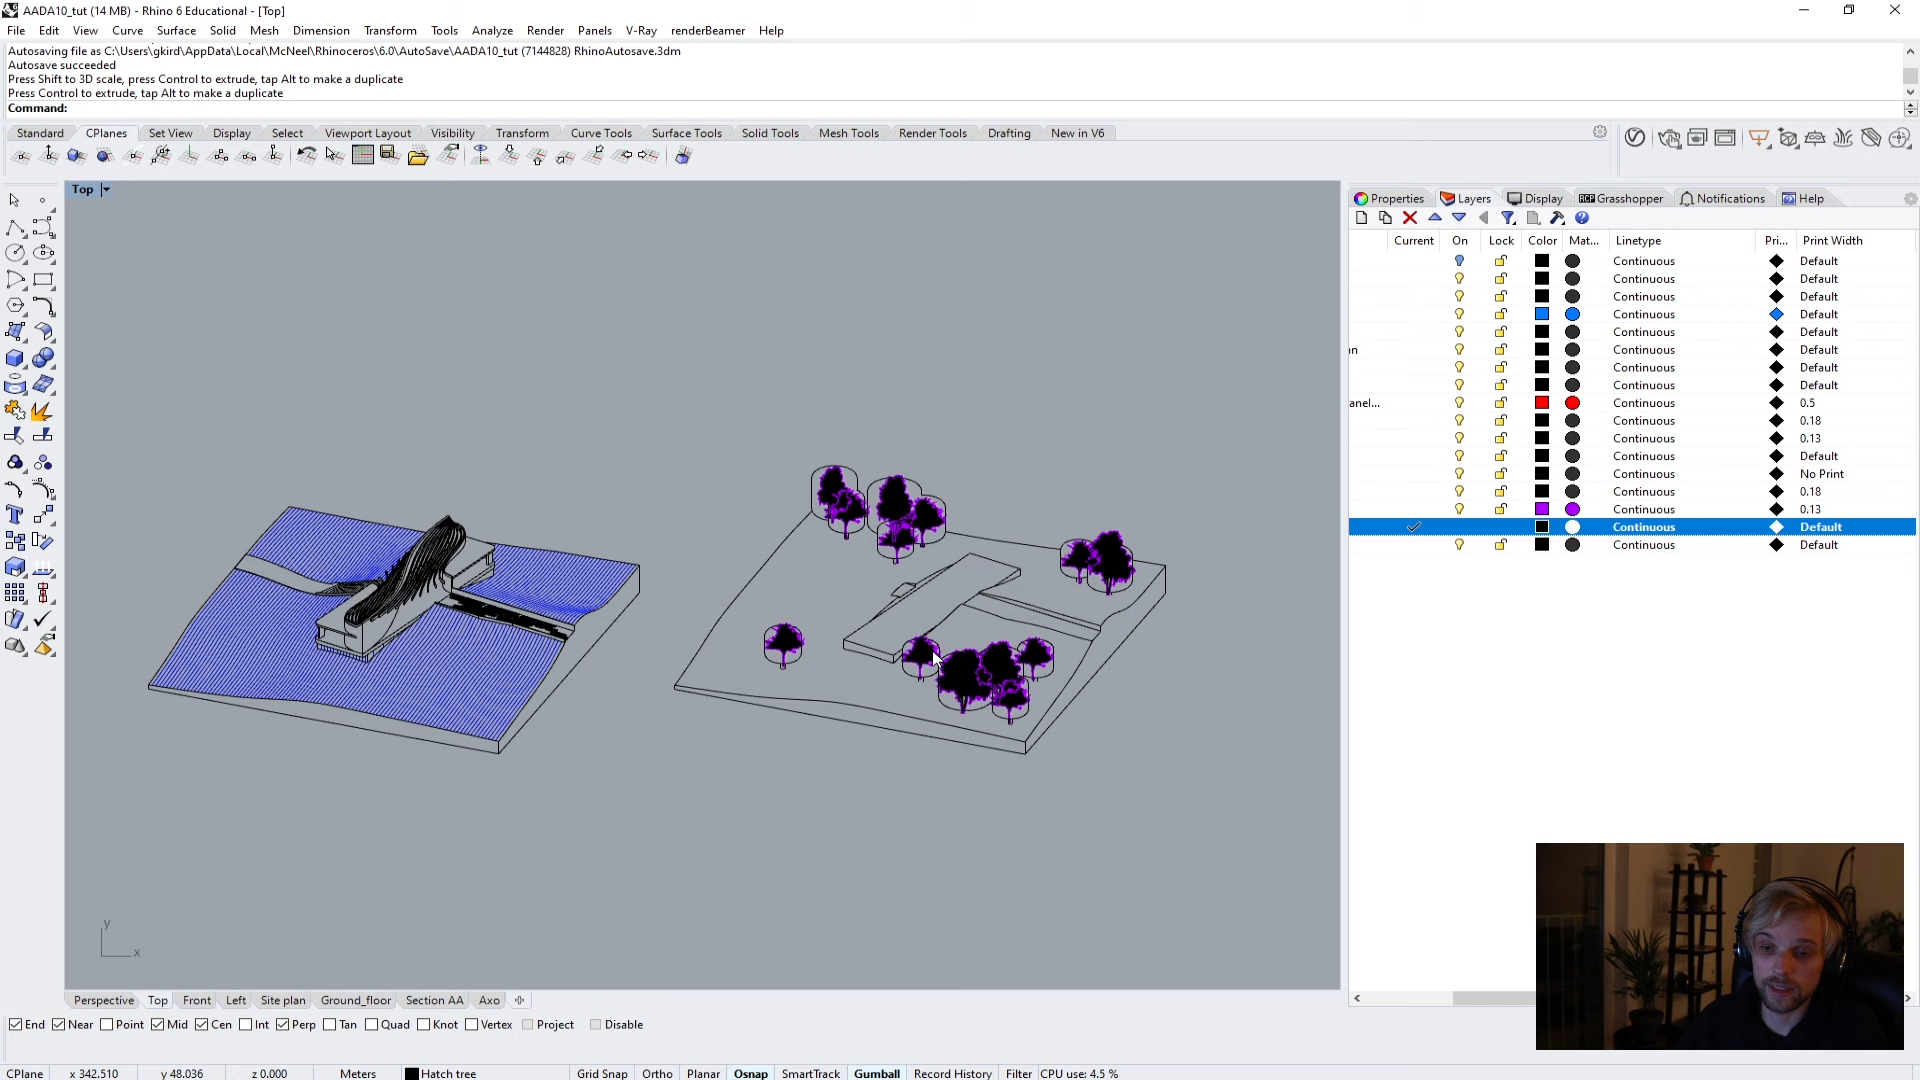 AADA10_tut (14 MB) - Rhino 6 Educational - [Top]
File Edit View Curve Surface Solid Mesh Dimension Transform Tools Analyze Render Panels V-Ray renderBeamer Help
Autosaving file as C:\Users\gkird\AppData\Local\McNeel\Rhinoceros\6.0\AutoSave\AADA10_tut (7144828) RhinoAutosave.3dm
Autosave succeeded
Press Shift to 3D scale, press Control to extrude, tap Alt to make a duplicate
Press Control to extrude, tap Alt to make a duplicate
Command:
Standard CPlanes Set View Display Select Viewport Layout Visibility Transform Curve Tools Surface Tools Solid Tools Mesh Tools Render Tools Drafting New in V6
Top
Properties Layers Display RCP Grasshopper Notifications Help
Current On Lock Color Mat... Linetype Pri... Print Width
Continuous Default
Continuous Default
Continuous Default
Continuous Default
Continuous Default
in Continuous Default
Continuous Default
Continuous Default
anel... Continuous 0.5
Continuous 0.18
Continuous 0.13
Continuous Default
Continuous No Print
Continuous 0.18
Continuous 0.13
Continuous Default
Continuous Default
y
x
Perspective Top Front Left Site plan Ground_floor Section AA Axo
End Near Point Mid Cen Int Perp Tan Quad Knot Vertex Project Disable
CPlane x 342.510 y 48.036 z 0.000 Meters Hatch tree Grid Snap Ortho Planar Osnap SmartTrack Gumball Record History Filter CPU use: 4.5 %